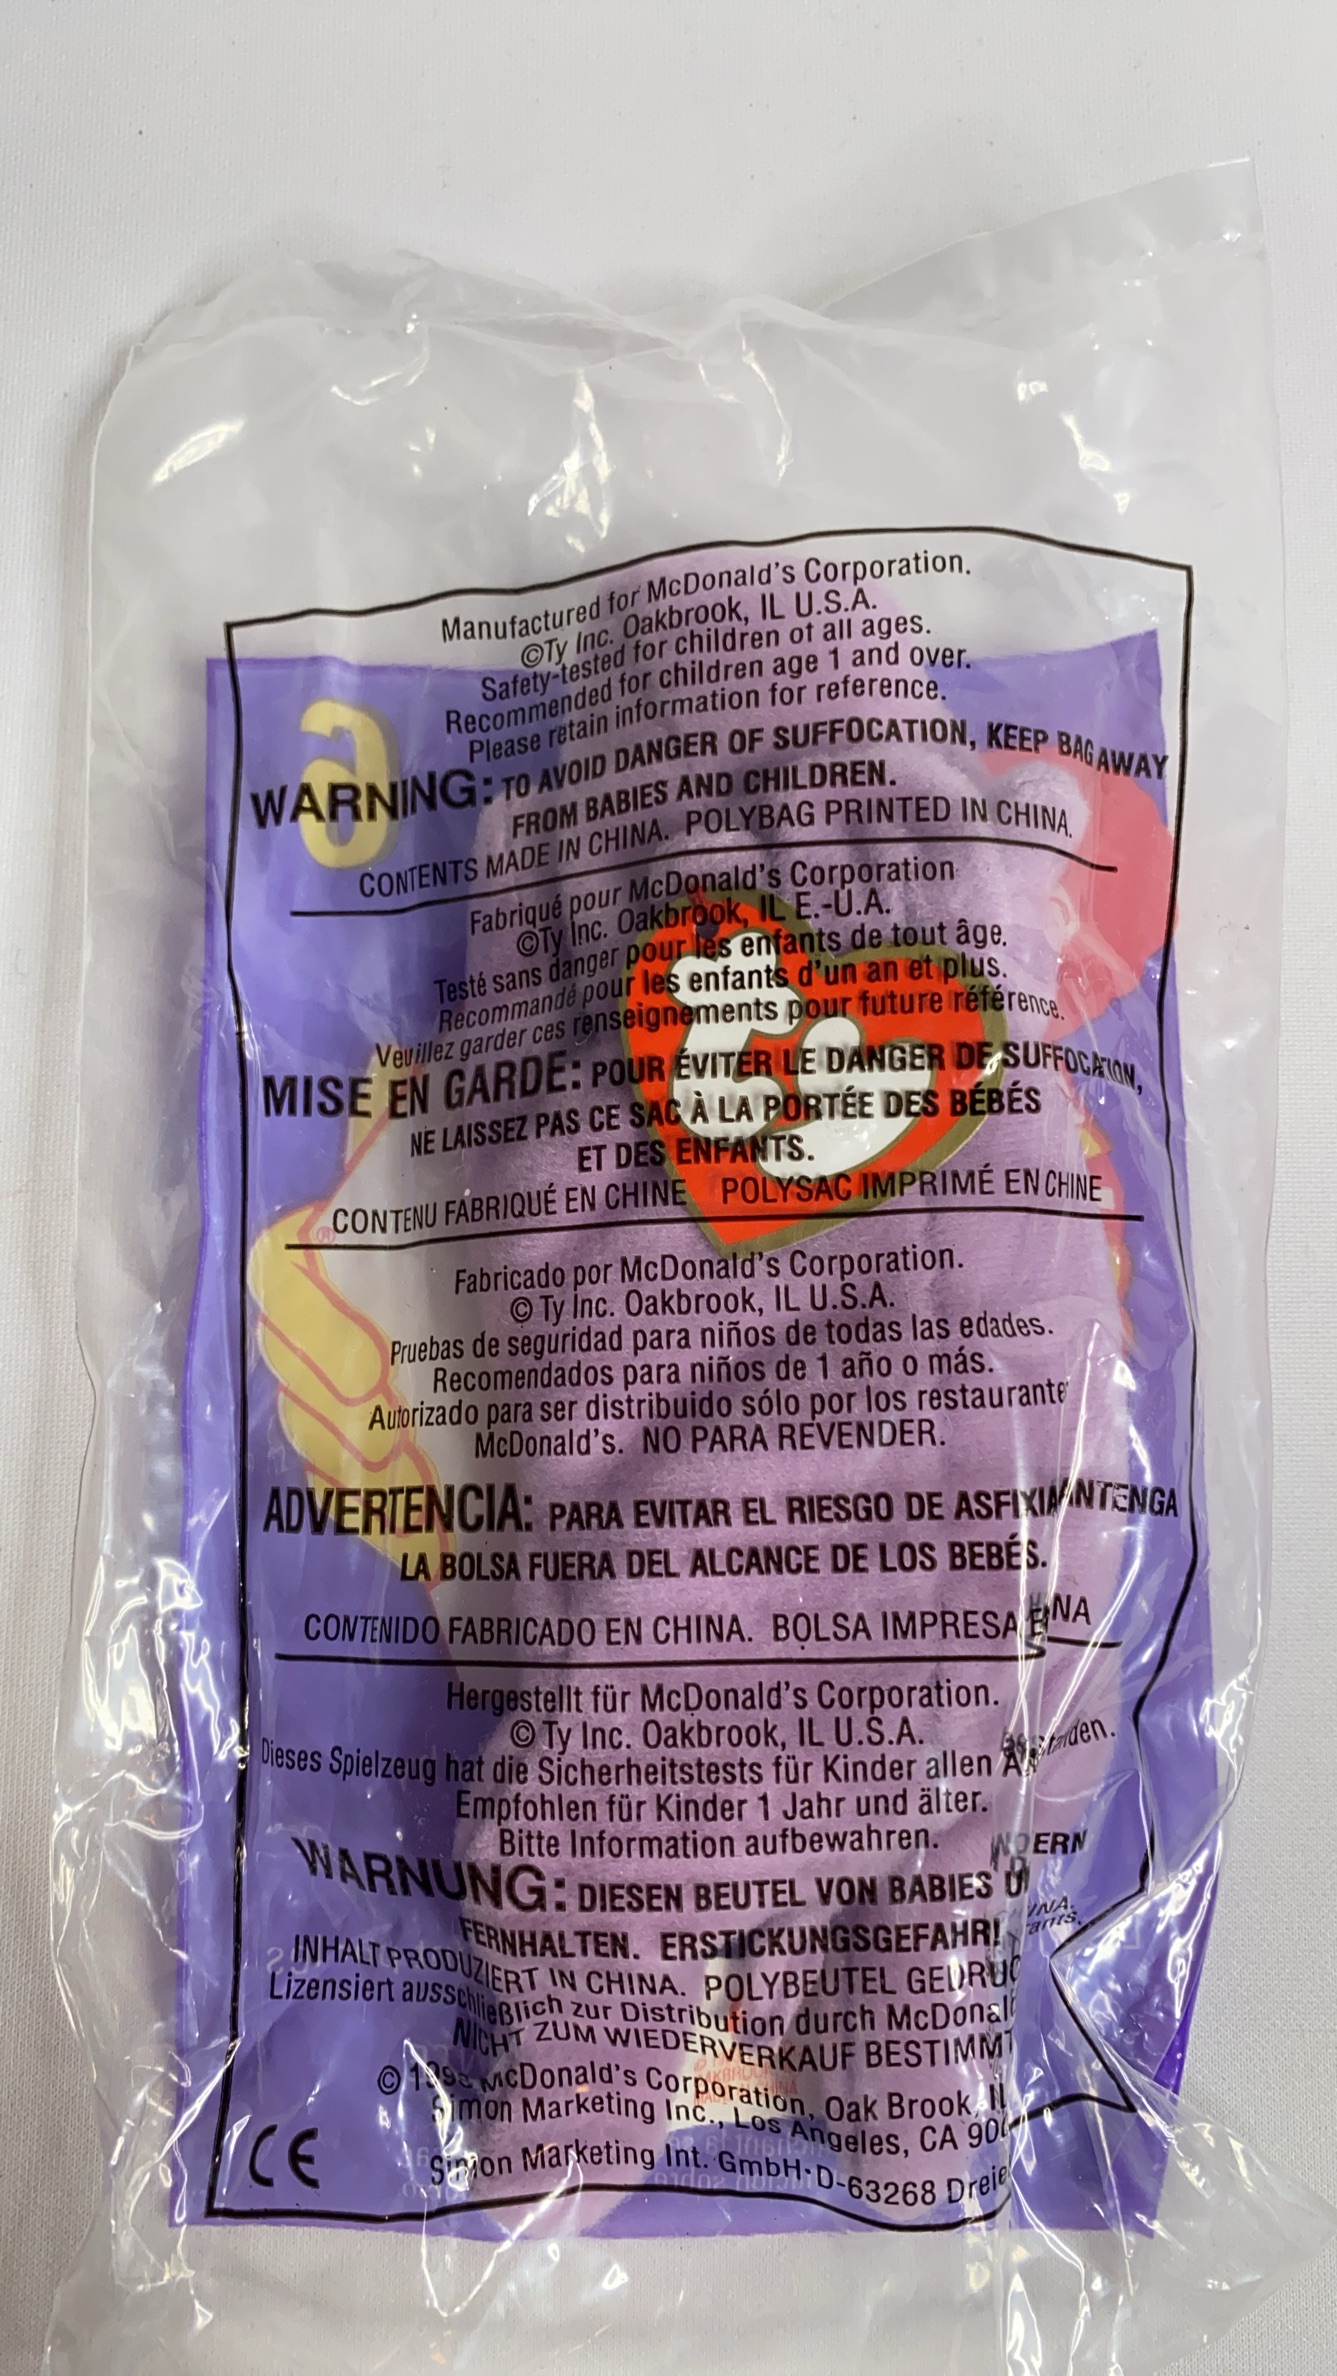 Manufactured for McDonald's Corporation.
©Ty Inc. Oakbrook, IL U.S.A.
Safety-tested for children of all ages.
Recommended for children age 1 and over.
Please retain information for reference.
WARNING: TO AVOID DANGER OF SUFFOCATION, KEEP BAG AWAY
FROM BABIES AND CHILDREN.
CONTENTS MADE IN CHINA. POLYBAG PRINTED IN CHINA.
6
Fabriqué pour McDonald's Corporation
©Ty Inc. Oakbrook, IL E.-U.A.
Testé sans danger pour les enfants de tout âge.
Recommandé pour les enfants d'un an et plus.
Veuillez garder ces renseignements pour future référence.
MISE EN GARDE: POUR ÉVITER LE DANGER DE SUFFOCATION,
NE LAISSEZ PAS CE SAC À LA PORTÉE DES BÉBÉS
ET DES ENFANTS.
CONTENU FABRIQUÉ EN CHINE POLYSAC IMPRIMÉ EN CHINE
ty
Fabricado por McDonald's Corporation.
© Ty Inc. Oakbrook, IL U.S.A.
Pruebas de seguridad para niños de todas las edades.
Recomendados para niños de 1 año o más.
Autorizado para ser distribuido sólo por los restaurante
McDonald's. NO PARA REVENDER.
ADVERTENCIA: PARA EVITAR EL RIESGO DE ASFIXIA ANTENGA
LA BOLSA FUERA DEL ALCANCE DE LOS BEBÉS.
CONTENIDO FABRICADO EN CHINA. BOLSA IMPRESA
Hergestellt für McDonald's Corporation.
© Ty Inc. Oakbrook, IL U.S.A.
Dieses Spielzeug hat die Sicherheitstests für Kinder allen
Empfohlen für Kinder 1 Jahr und älter.
Bitte Information aufbewahren.
WARNUNG: DIESEN BEUTEL VON BABIES
FERNHALTEN. ERSTICKUNGSGEFAHR!
INHALT PRODUZIERT IN CHINA. POLYBEUTEL
Lizensiert ausschließlich zur Distribution durch
NICHT ZUM WIEDERVERKAUF BESTIMMT
© McDonald's Corporation, Oak Brook, IL
Simon Marketing Inc., Los Angeles, CA
Simon Marketing Int. GmbH·D-63268
CE